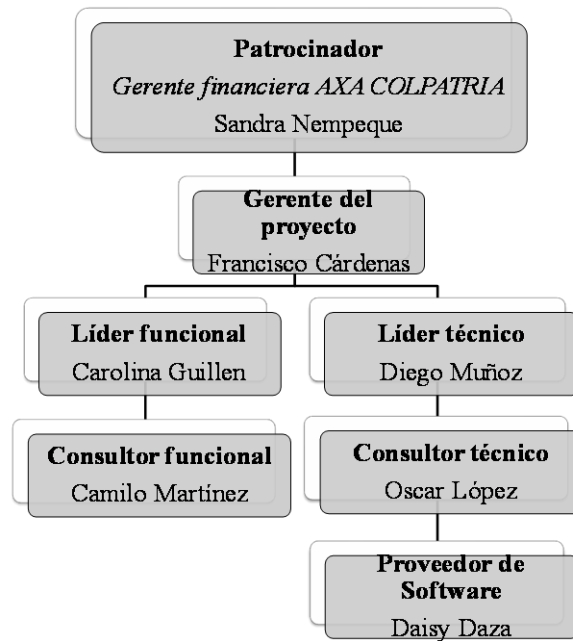 Patrocinador
Gerente financiera AXA COLPATRIA
Sandra Nempeque
Gerente del
proyecto
Francisco Cárdenas
Líder funcional
Carolina Guillen
Líder técnico
Diego Muñoz
Consultor funcional
Camilo Martínez
Consultor técnico
Oscar López
Proveedor de
Software
Daisy Daza